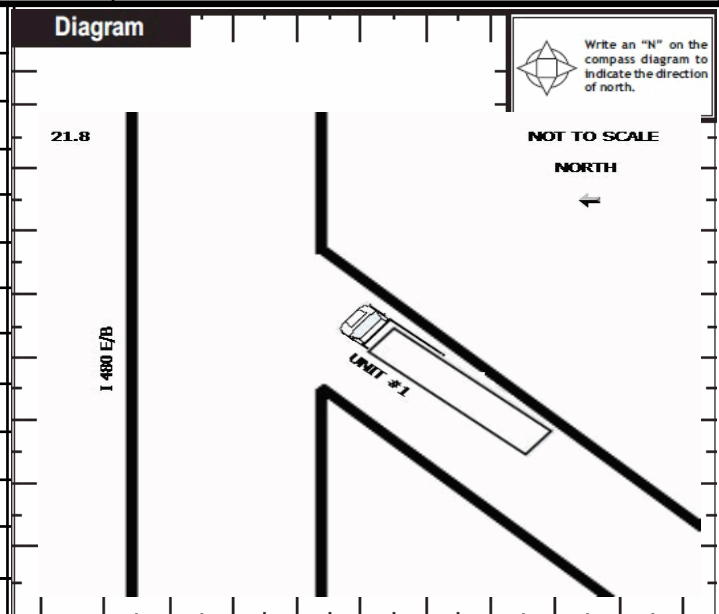 Diagram
Write an “N” on the
compass diagram to
indicate the direction
of north.
21.8
NOT TO SCALE
NORTH
I 480 E/B
UNIT #1